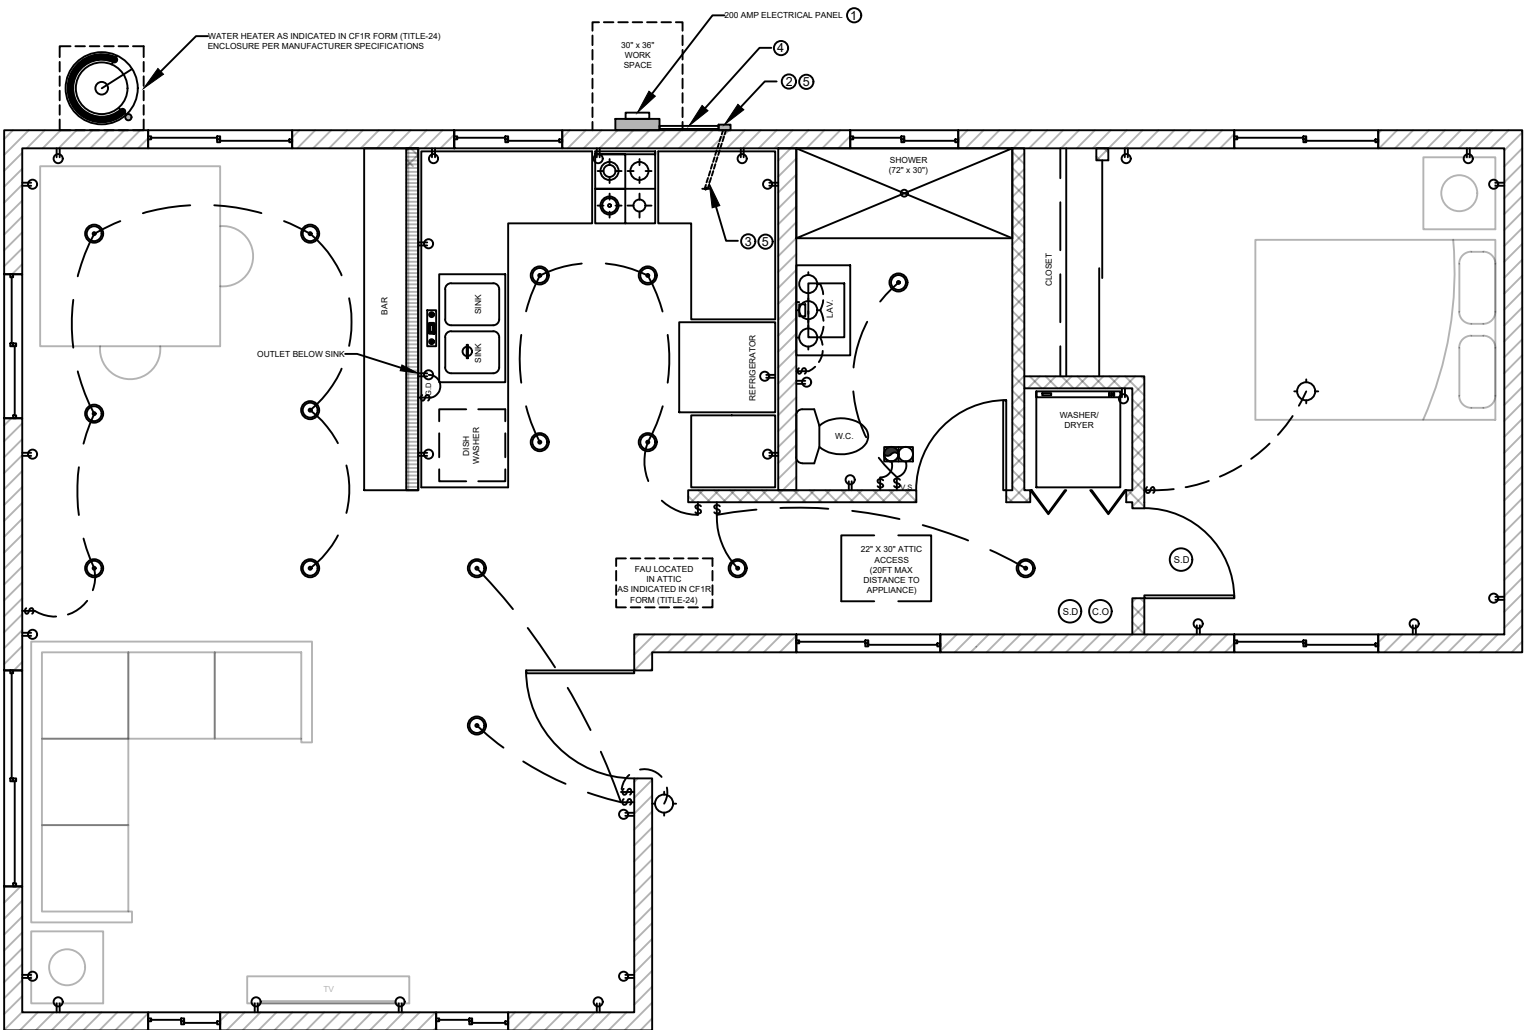 200 AMP ELECTRICAL PANEL 1
WATER HEATER AS INDICATED IN CF1R FORM (TITLE-24)
ENCLOSURE PER MANUFACTURER SPECIFICATIONS
30" x 36"
WORK
SPACE
4
2 5
SHOWER
(72" x 30")
3 5
CLOSET
BAR
SINK
SINK
LAV.
OUTLET BELOW SINK
G.D
REFRIGERATOR
DISH
WASHER
W.C.
WASHER/
DRYER
$
$
$
$
$
$
V.S
$
$
$
22" X 30" ATTIC
ACCESS
(20FT MAX
DISTANCE TO
APPLIANCE)
S.D
FAU LOCATED
IN ATTIC
AS INDICATED IN CF1R
FORM (TITLE-24)
S.D
C.O
$
$
TV